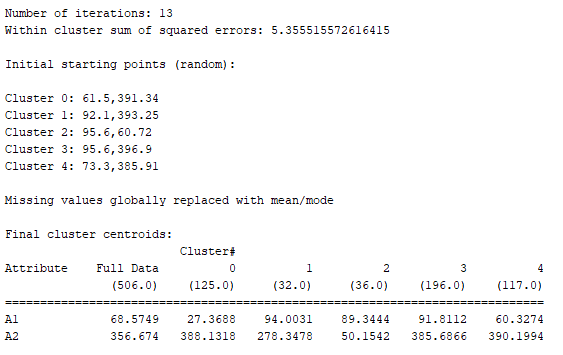 Number of iterations: 13
Within cluster sum of squared errors: 5.355515572616415
Initial starting points (random):
Cluster 0: 61.5,391.34
Cluster 1: 92.1,393.25
Cluster 2: 95.6,60.72
Cluster 3: 95.6,396.9
Cluster 4: 73.3,385.91
Missing values globally replaced with mean/mode
Final cluster centroids:
Cluster#
Attribute Full Data 0 1 2 3 4
(506.0) (125.0) (32.0) (36.0) (196.0) (117.0)
================================================================================
A1 68.5749 27.3688 94.0031 89.3444 91.8112 60.3274
A2 356.674 388.1318 278.3478 50.1542 385.6866 390.1994